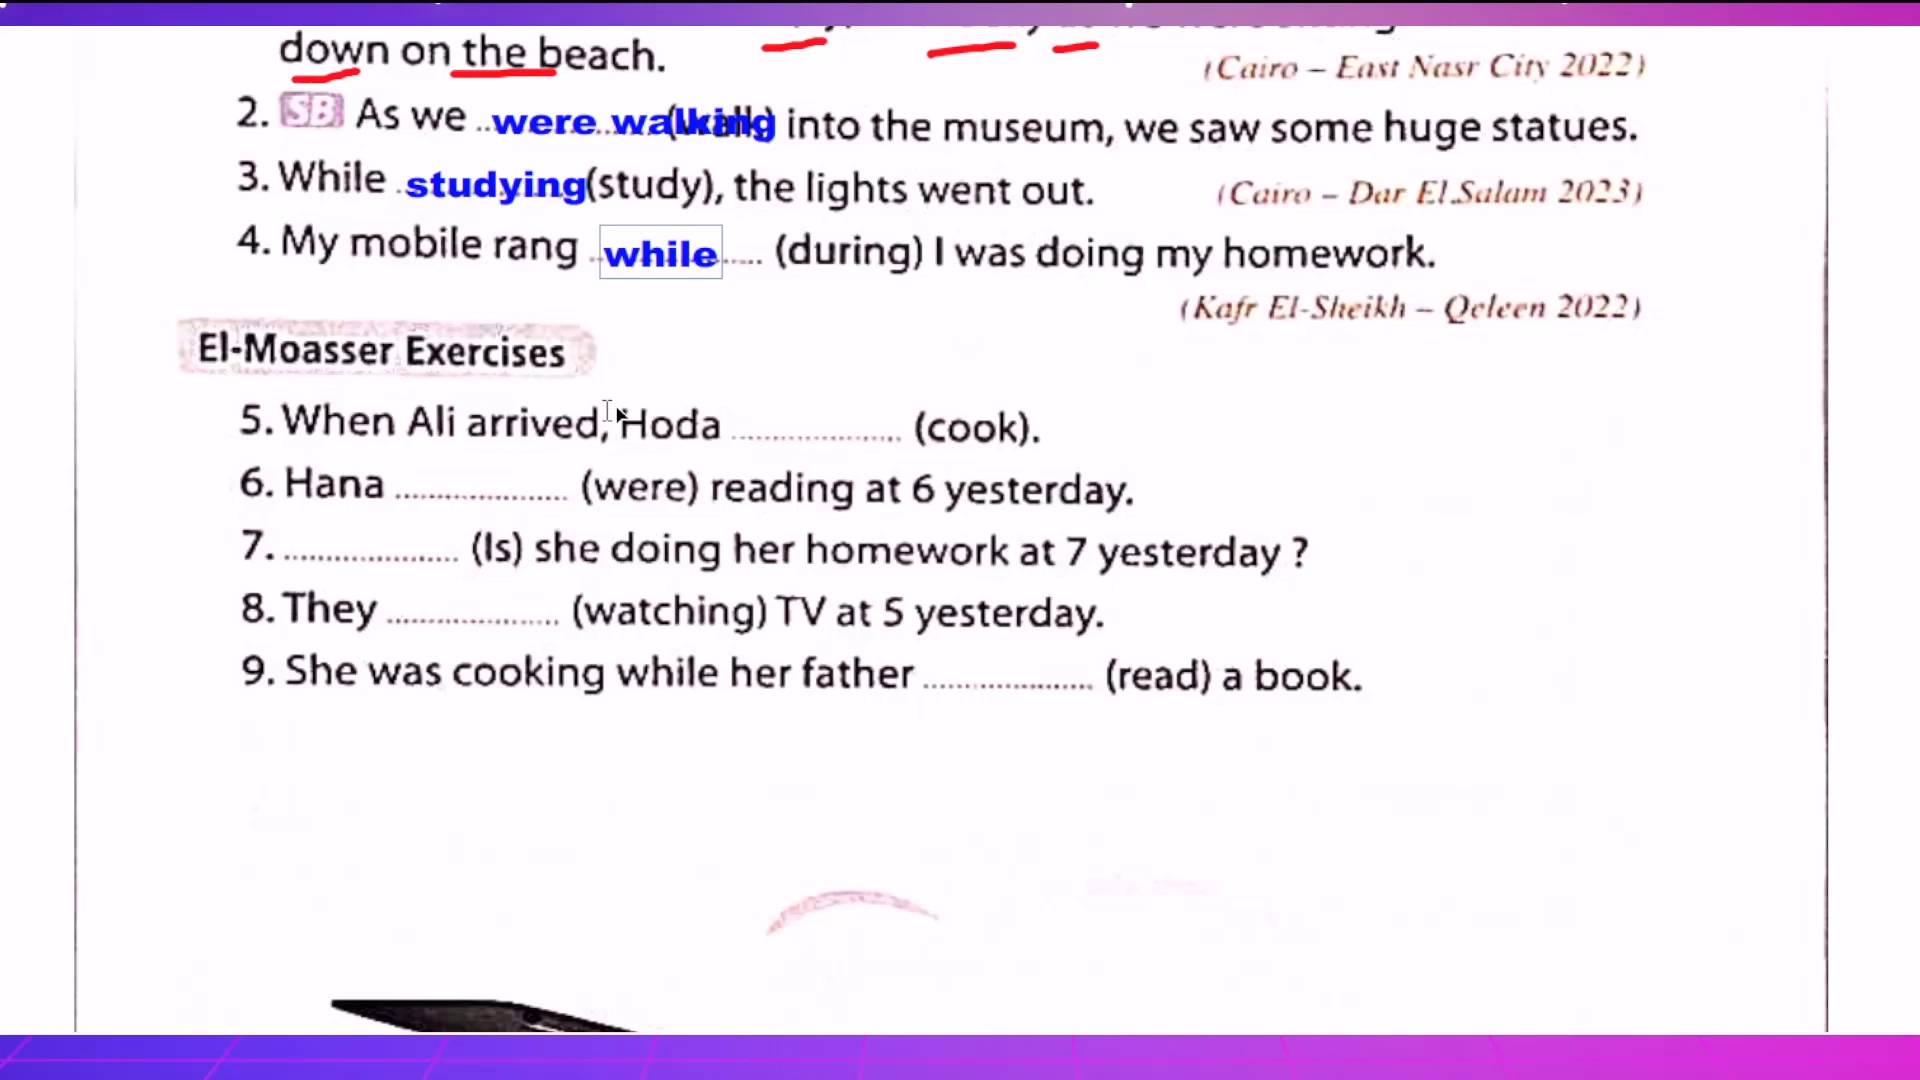 down on the beach.
(Cairo – East Nasr City 2022)
2. SB As we were walking (walk) into the museum, we saw some huge statues.
3. While studying (study), the lights went out. (Cairo – Dar El.Salam 2023)
4. My mobile rang while (during) I was doing my homework.
(Kafr El-Sheikh – Qeleen 2022)
El-Moasser Exercises
5. When Ali arrived, Hoda .................... (cook).
6. Hana .................... (were) reading at 6 yesterday.
7. .................... (Is) she doing her homework at 7 yesterday ?
8. They .................... (watching) TV at 5 yesterday.
9. She was cooking while her father .................... (read) a book.